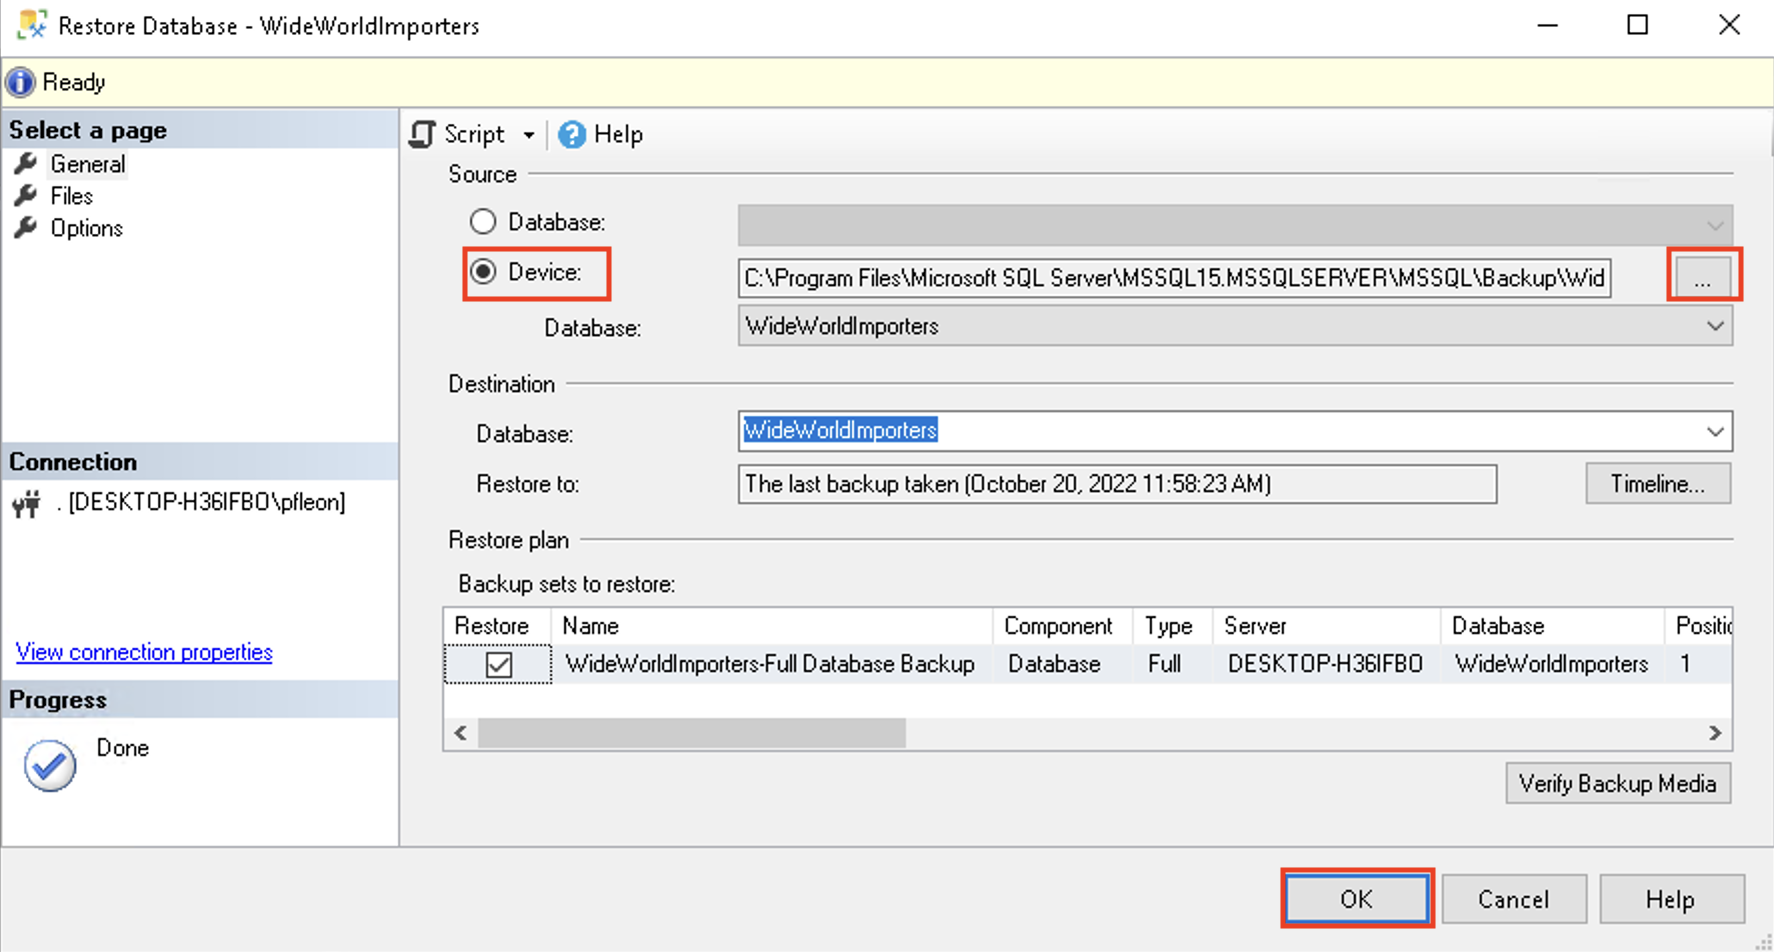 Restore Database - WideWorldImporters
Ready
Select a page
General
Files
Options
Connection
. [DESKTOP-H36IFBO\pfleon]
View connection properties
Progress
Done
Script Help
Source
Database:
Device: C:\Program Files\Microsoft SQL Server\MSSQL15.MSSQLSERVER\MSSQL\Backup\Wid ...
Database: WideWorldImporters
Destination
Database: WideWorldImporters
Restore to: The last backup taken (October 20, 2022 11:58:23 AM) Timeline...
Restore plan
Backup sets to restore:
Restore Name Component Type Server Database Positic
WideWorldImporters-Full Database Backup Database Full DESKTOP-H36IFBO WideWorldImporters 1
Verify Backup Media
OK Cancel Help